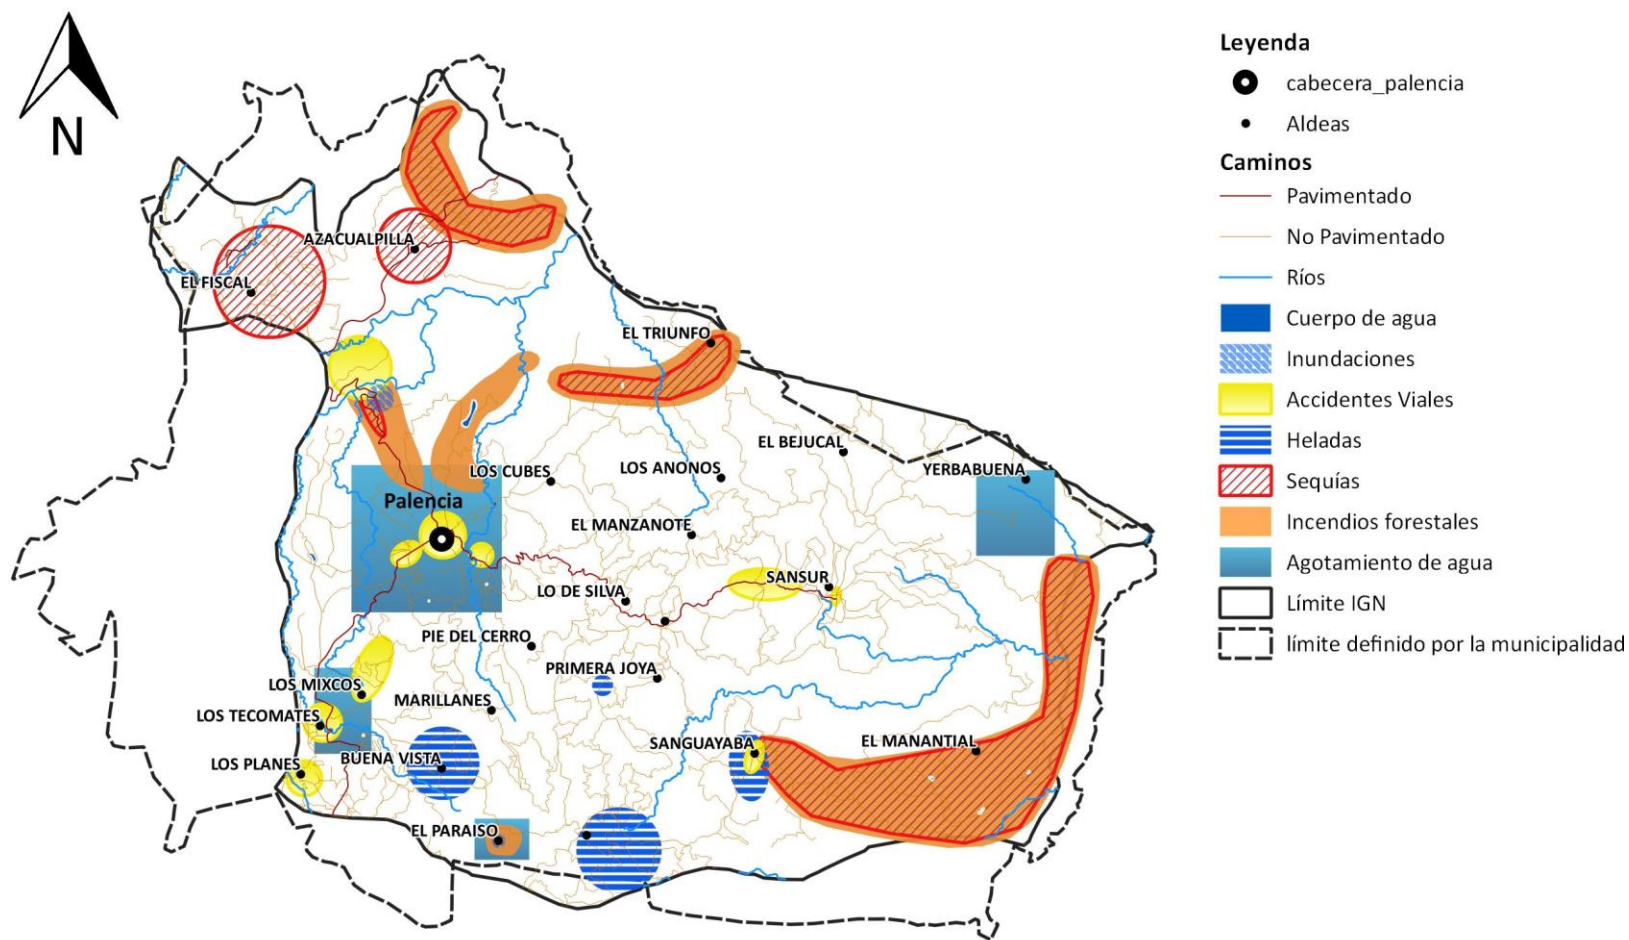 N
AZACUALPILLA
EL FISCAL
EL TRIUNFO
EL BEJUCAL
LOS CUBES
LOS ANONOS
YERBABUENA
Palencia
EL MANZANOTE
SANSUR
LO DE SILVA
PIE DEL CERRO
PRIMERA JOYA
LOS MIXCOS
MARILLANES
LOS TECOMATES
SANGUAYABA
EL MANANTIAL
LOS PLANES
BUENA VISTA
EL PARAISO
Leyenda
cabecera_palencia
Aldeas
Caminos
Pavimentado
No Pavimentado
Ríos
Cuerpo de agua
Inundaciones
Accidentes Viales
Heladas
Sequías
Incendios forestales
Agotamiento de agua
Límite IGN
límite definido por la municipalidad